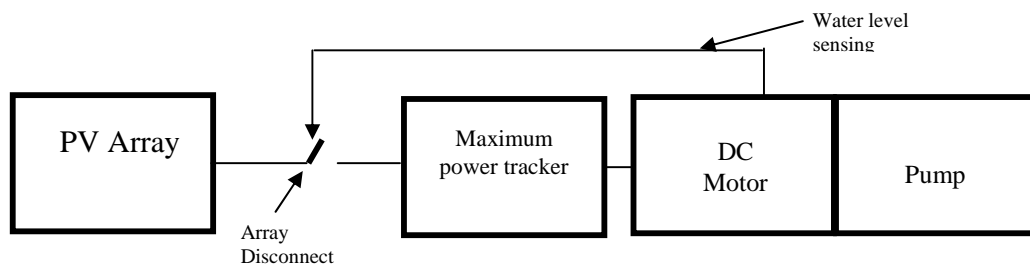 Water level
sensing
PV Array
Maximum
power tracker
DC
Motor
Pump
Array
Disconnect